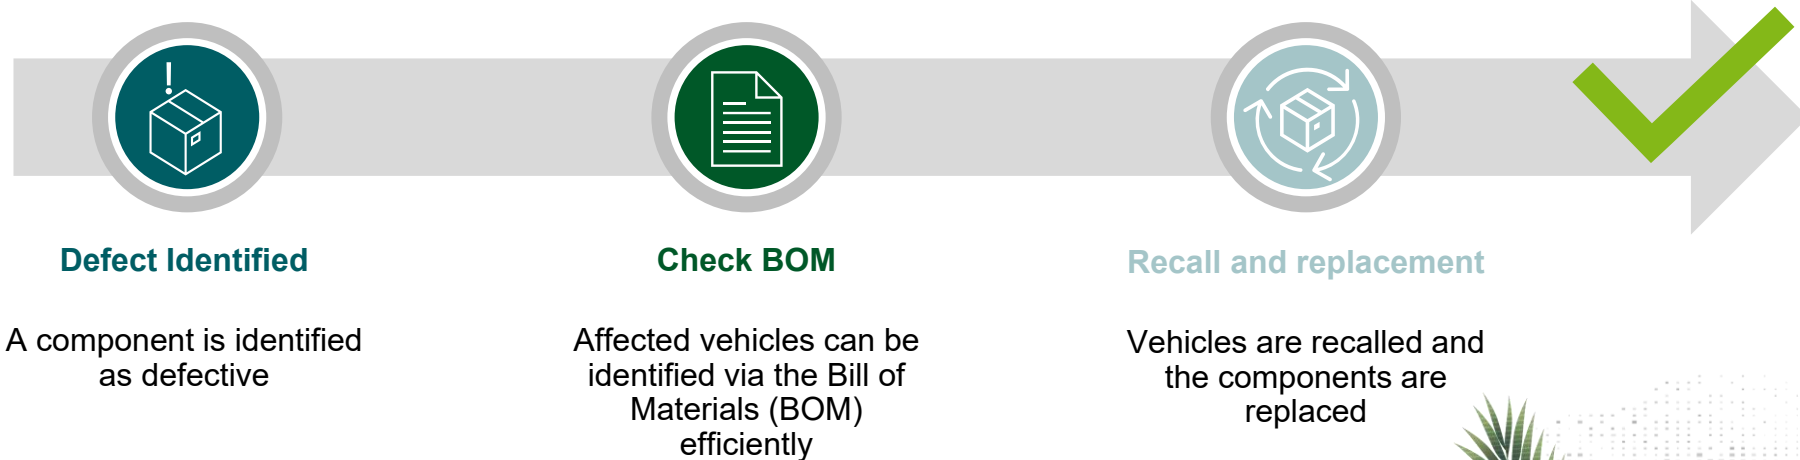 Defect Identified
A component is identified
as defective
Check BOM
Affected vehicles can be
identified via the Bill of
Materials (BOM)
efficiently
Recall and replacement
Vehicles are recalled and
the components are
replaced